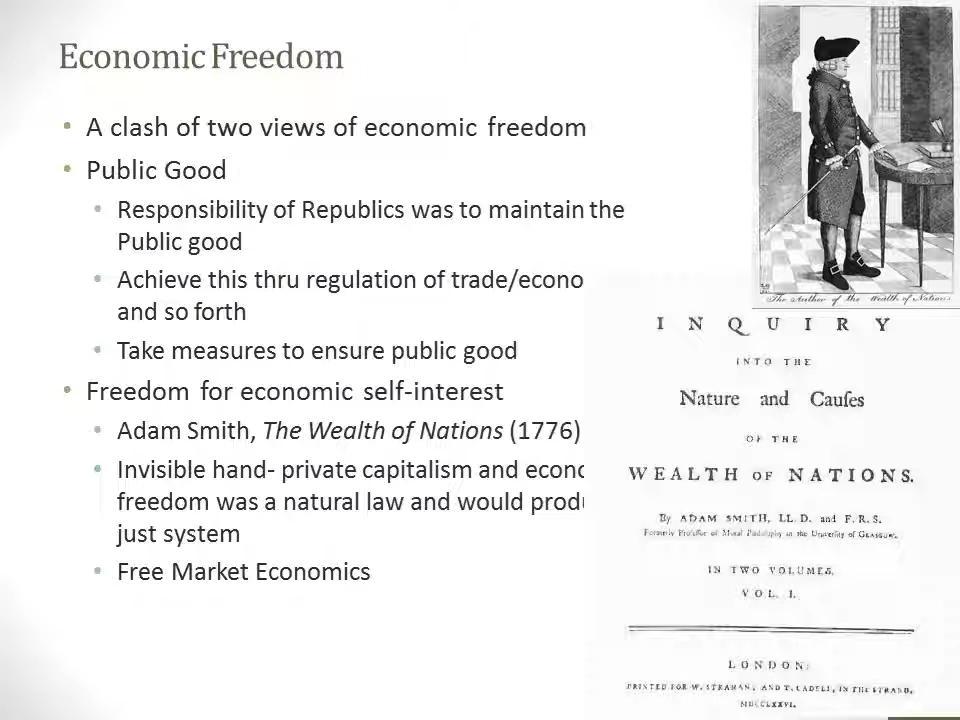 Economic Freedom
• A clash of two views of economic freedom
• Public Good
• Responsibility of Republics was to maintain the
Public good
• Achieve this thru regulation of trade/econo
and so forth
• Take measures to ensure public good
• Freedom for economic self-interest
• Adam Smith, The Wealth of Nations (1776)
• Invisible hand- private capitalism and econo
freedom was a natural law and would produ
just system
• Free Market Economics
The Author of the Wealth of Nations
INQUIRY
INTO THE
Nature and Cauſes
OF THE
WEALTH OF NATIONS.
By ADAM SMITH, LL. D. and F. R. S.
Formerly Profeſſor of Moral Philoſophy in the Univerſity of GLASGOW.
IN TWO VOLUMES.
VOL. I.
LONDON:
PRINTED FOR W. STRAHAN; AND T. CADELL, IN THE STRAND.
MDCCLXXVI.